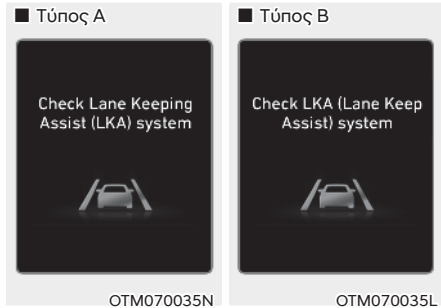 ■ Τύπος A
Check Lane Keeping
Assist (LKA) system
OTM070035N
■ Τύπος B
Check LKA (Lane Keep
Assist) system
OTM070035L